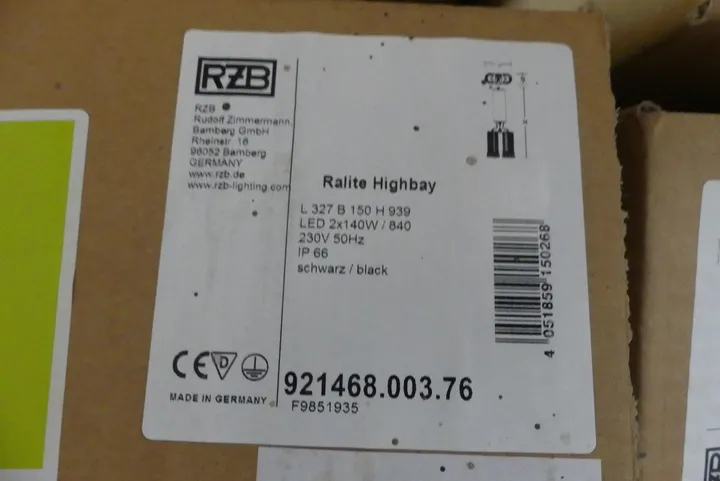 RZB
RZB
Rudolf Zimmermann,
Bamberg GmbH
Rheinstr. 16
96052 Bamberg
GERMANY
www.rzb.de
www.rzb-lighting.com
Ralite Highbay
L 327 B 150 H 939
LED 2x140W / 840
230V 50Hz
IP 66
schwarz / black
4 051859 150268
CE D
MADE IN GERMANY
921468.003.76
F9851935